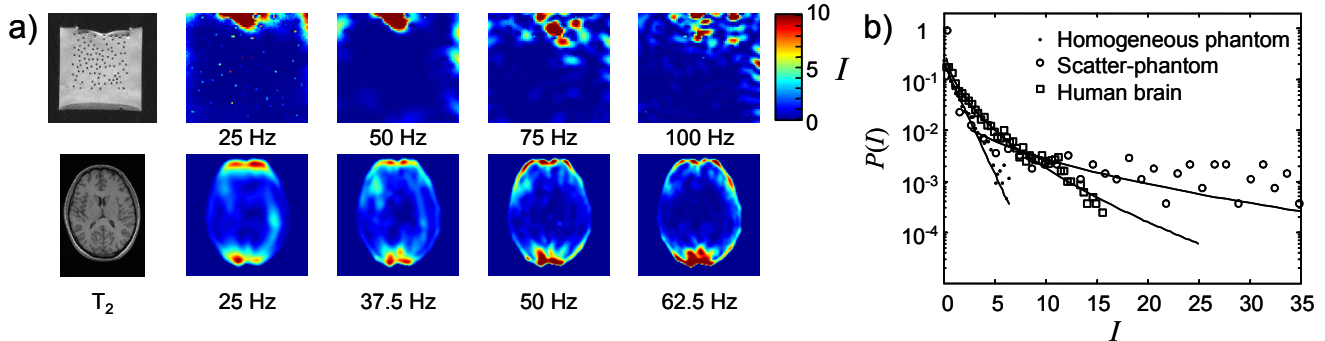 a)
10
5
0
I
25 Hz
50 Hz
75 Hz
100 Hz
T₂
25 Hz
37.5 Hz
50 Hz
62.5 Hz
b)
Homogeneous phantom
Scatter-phantom
Human brain
P(I)
1
10⁻¹
10⁻²
10⁻³
10⁻⁴
0 5 10 15 20 25 30 35
I